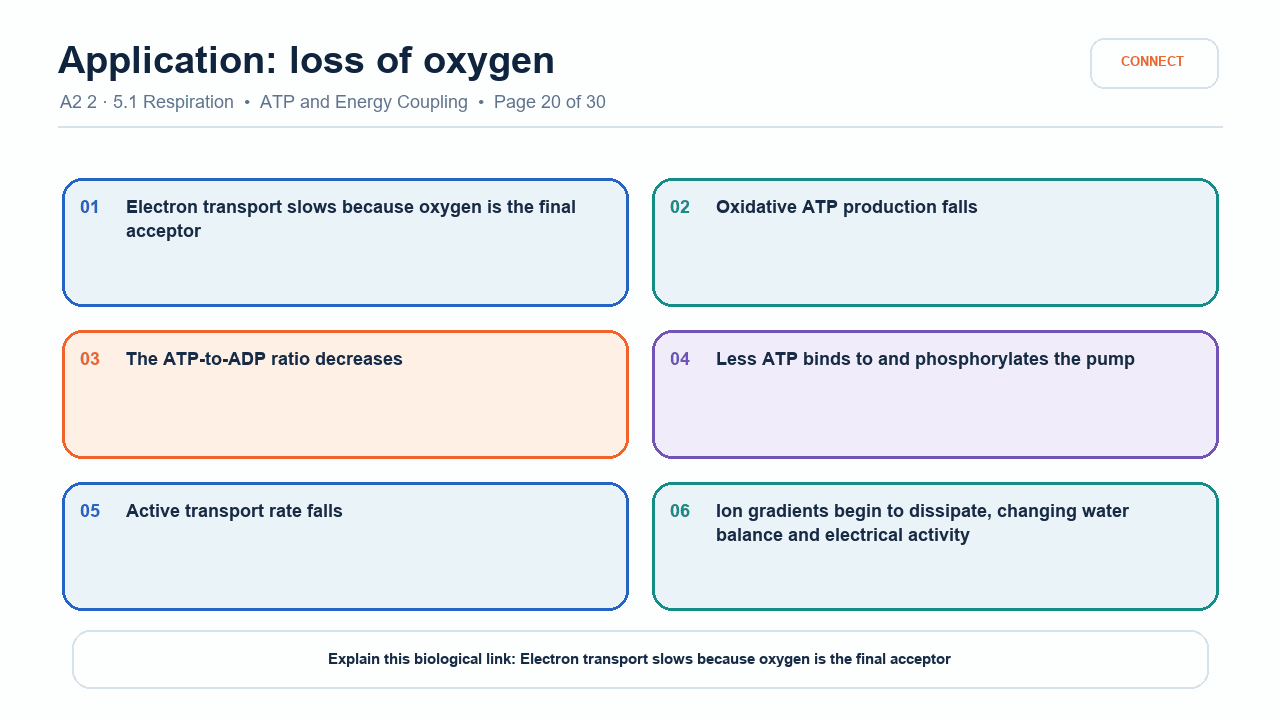 Application: loss of oxygen
CONNECT
A2 2 · 5.1 Respiration • ATP and Energy Coupling • Page 20 of 30
01 Electron transport slows because oxygen is the final
acceptor
02 Oxidative ATP production falls
03 The ATP-to-ADP ratio decreases
04 Less ATP binds to and phosphorylates the pump
05 Active transport rate falls
06 Ion gradients begin to dissipate, changing water
balance and electrical activity
Explain this biological link: Electron transport slows because oxygen is the final acceptor